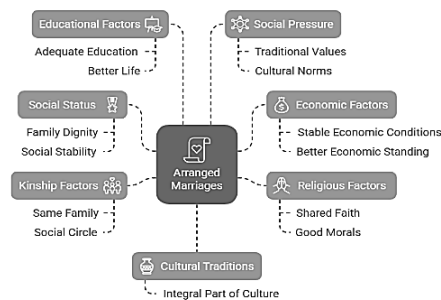 Educational Factors
Adequate Education
Better Life
Social Pressure
Traditional Values
Cultural Norms
Social Status
Family Dignity
Social Stability
Economic Factors
Stable Economic Conditions
Better Economic Standing
Arranged
Marriages
Kinship Factors
Same Family
Social Circle
Religious Factors
Shared Faith
Good Morals
Cultural Traditions
Integral Part of Culture